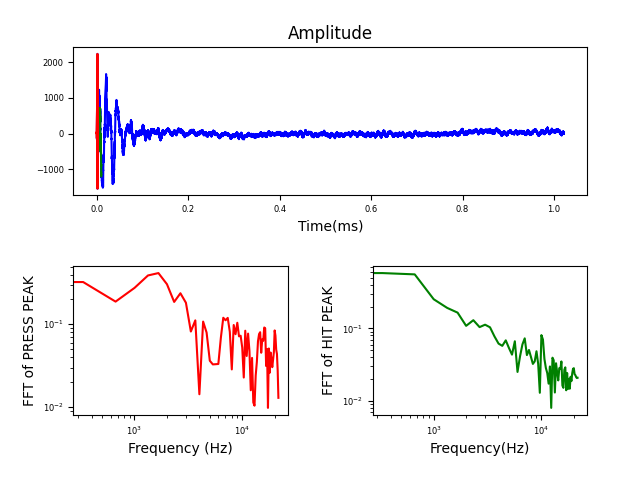 Amplitude
2000
1000
0
−1000
0.0 0.2 0.4 0.6 0.8 1.0
Time(ms)
FFT of PRESS PEAK
10⁻¹
10⁻²
10³ 10⁴
Frequency (Hz)
FFT of HIT PEAK
10⁻¹
10⁻²
10³ 10⁴
Frequency(Hz)